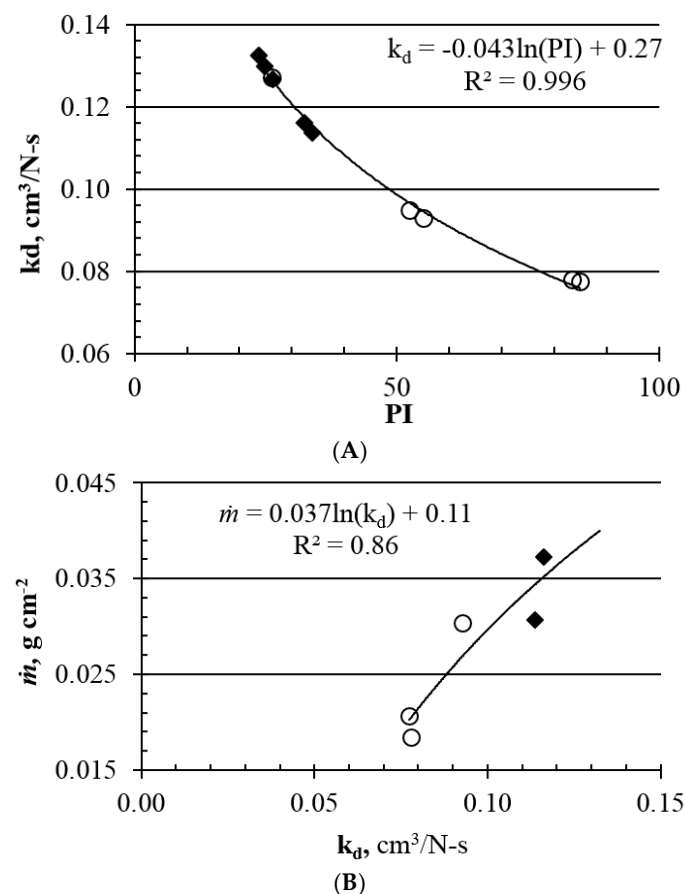 0.14
0.12
0.10
0.08
0.06
kd, cm³/N-s
k_d = -0.043ln(PI) + 0.27
R² = 0.996
0
50
100
PI
(A)
0.045
0.035
0.025
0.015
ṁ, g cm⁻²
ṁ = 0.037ln(k_d) + 0.11
R² = 0.86
0.00
0.05
0.10
0.15
k_d, cm³/N-s
(B)